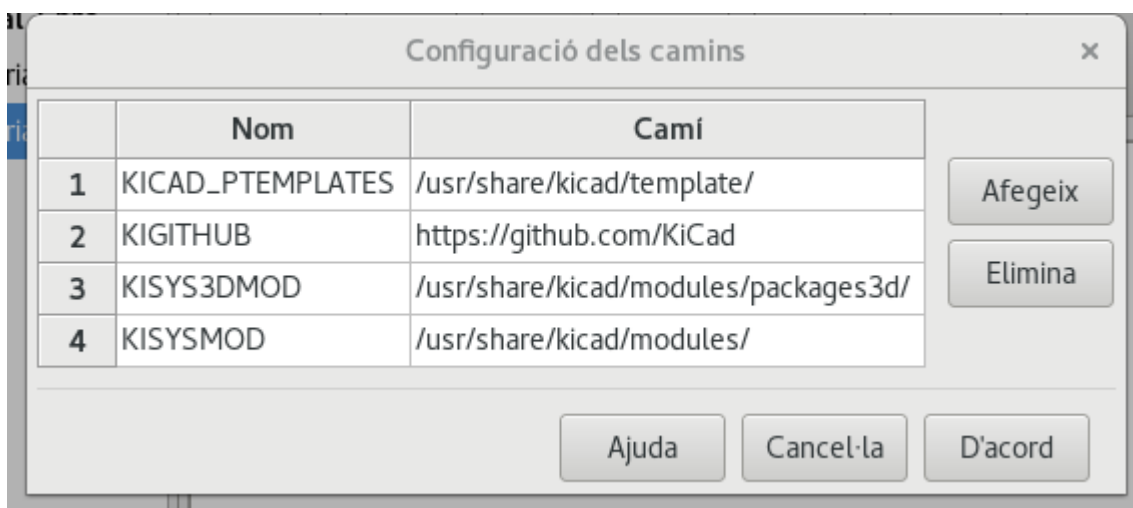 Configuració dels camins ×
Nom Camí
1 KICAD_PTEMPLATES /usr/share/kicad/template/
Afegeix
2 KIGITHUB https://github.com/KiCad
3 KISYS3DMOD /usr/share/kicad/modules/packages3d/
Elimina
4 KISYSMOD /usr/share/kicad/modules/
Ajuda Cancel·la D'acord